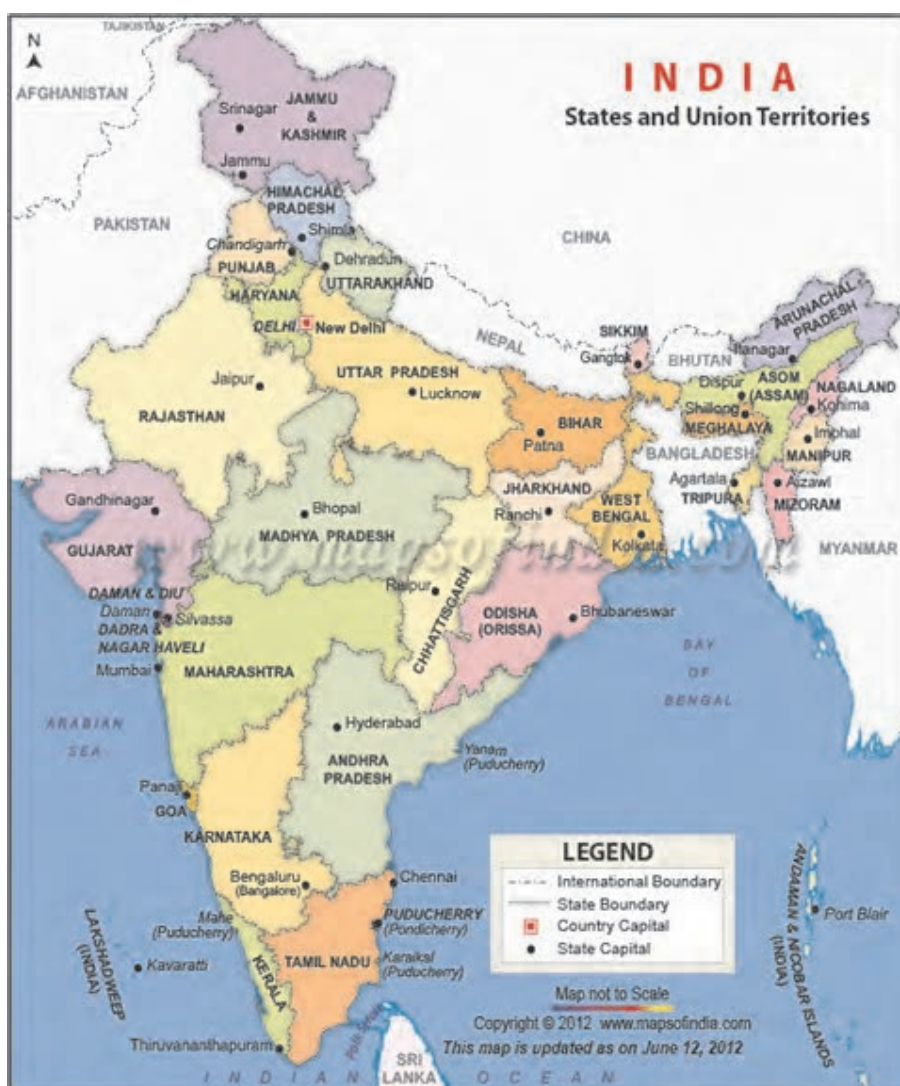 TAJIKISTAN
N
INDIA
States and Union Territories
AFGHANISTAN
JAMMU
&
KASHMIR
Srinagar
Jammu
HIMACHAL
PRADESH
PAKISTAN
Shimla
CHINA
Chandigarh
PUNJAB
Dehradun
UTTARAKHAND
HARYANA
DELHI
New Delhi
NEPAL
SIKKIM
Gangtok
BHUTAN
ARUNACHAL
PRADESH
Itanagar
UTTAR PRADESH
Lucknow
Jaipur
RAJASTHAN
Dispur
ASOM
(ASSAM)
NAGALAND
Kohima
Shillong
MEGHALAYA
BIHAR
Patna
Imphal
MANIPUR
BANGLADESH
Agartala
TRIPURA
Aizawl
MIZORAM
JHARKHAND
Ranchi
WEST
BENGAL
Kolkata
Gandhinagar
GUJARAT
Bhopal
MADHYA PRADESH
www.mapsofindia.com
MYANMAR
DAMAN & DIU
Daman
Silvassa
DADRA &
NAGAR HAVELI
Mumbai
MAHARASHTRA
Raipur
CHHATTISGARH
ODISHA
(ORISSA)
Bhubaneswar
BAY
OF
BENGAL
ARABIAN
SEA
Hyderabad
ANDHRA
PRADESH
Yanam
(Puducherry)
Panaji
GOA
KARNATAKA
Bengaluru
(Bangalore)
Chennai
LEGEND
International Boundary
State Boundary
Country Capital
State Capital
ANDAMAN & NICOBAR ISLANDS
(INDIA)
Port Blair
Mahe
(Puducherry)
PUDUCHERRY
(Pondicherry)
LAKSHADWEEP
(INDIA)
Kavaratti
KERALA
TAMIL NADU
Karaikal
(Puducherry)
Map not to Scale
Copyright © 2012 www.mapsofindia.com
This map is updated as on June 12, 2012
Thiruvananthapuram
SRI
LANKA
INDIAN OCEAN